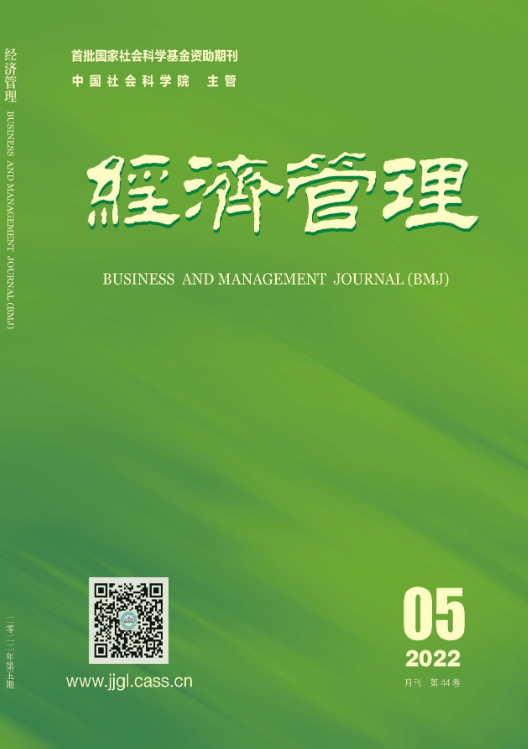 首批国家社会科学基金资助期刊
中国社会科学院 主管
經濟管理
BUSINESS AND MANAGEMENT JOURNAL (BMJ)
经济管理 BUSINESS AND MANAGEMENT JOURNAL (BMJ)
二零二二年第五期
05
2022
月刊 第44卷
www.jjgl.cass.cn